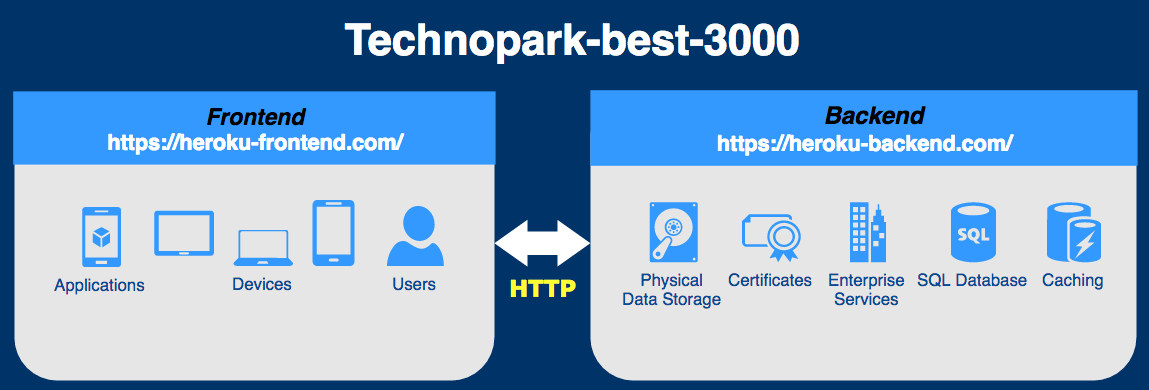 Technopark-best-3000
Frontend
https://heroku-frontend.com/
Applications
Devices
Users
HTTP
Backend
https://heroku-backend.com/
Physical
Data Storage
Certificates
Enterprise
Services
SQL
SQL Database
Caching